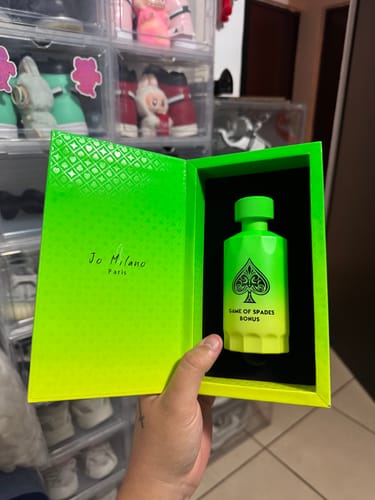 Jo Milano
Paris
GAME OF SPADES
BONUS